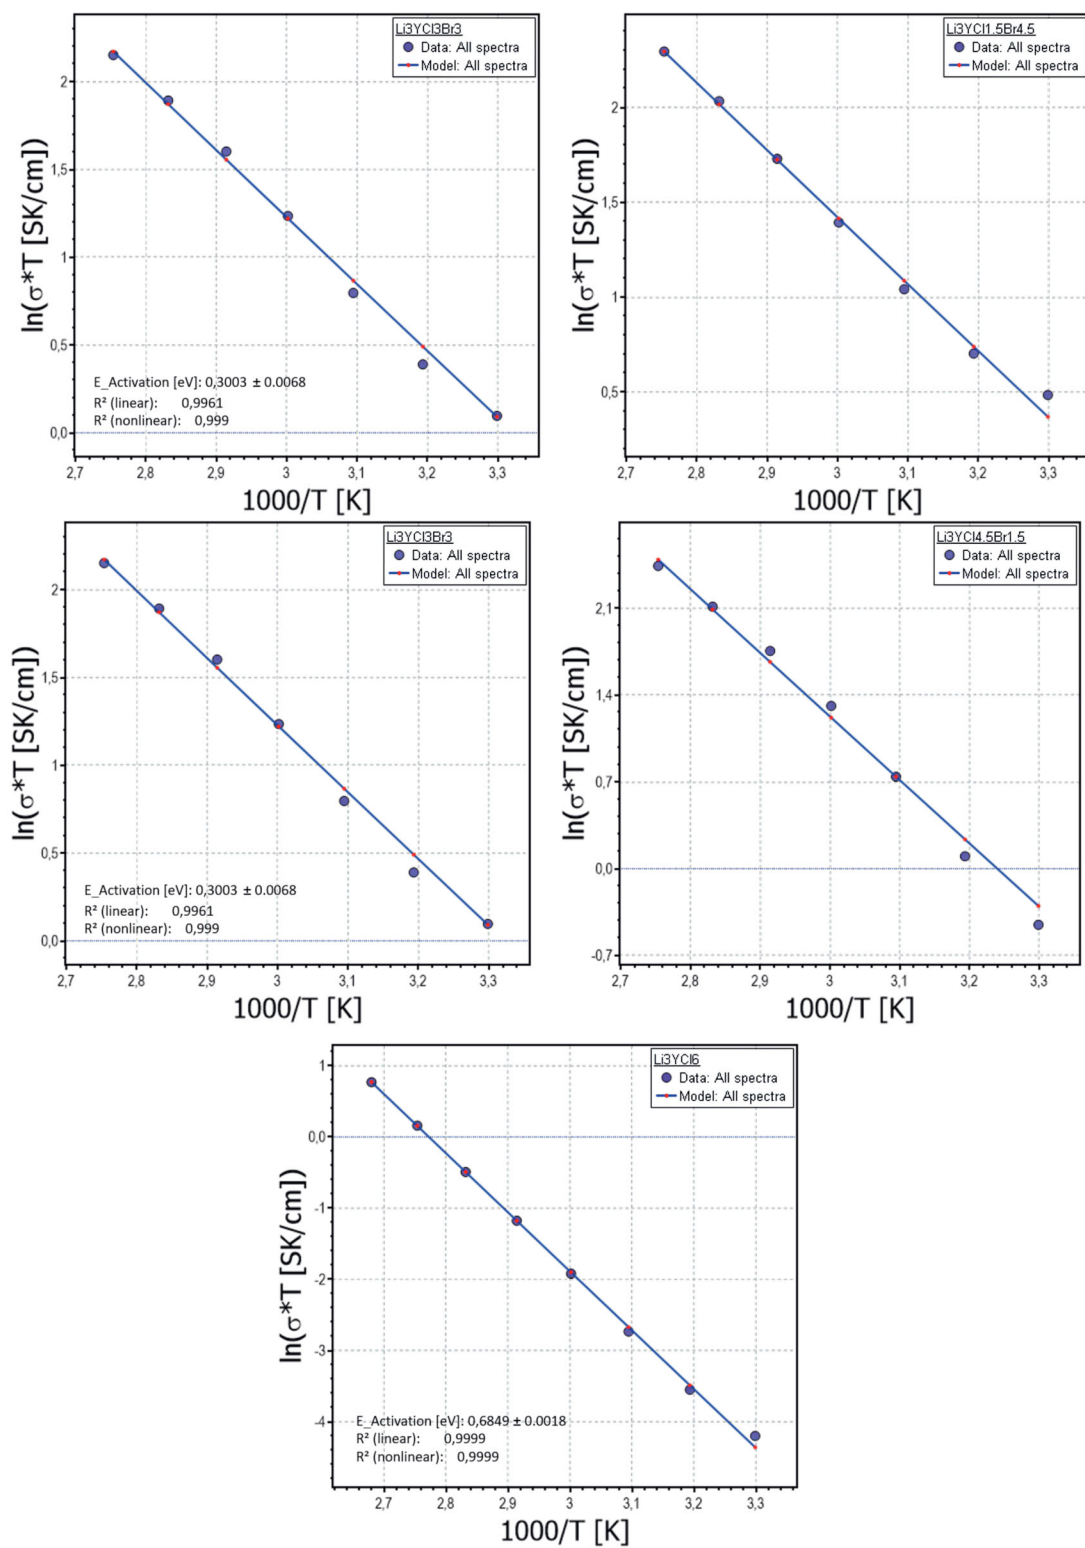 Li3YCl3Br3
Data: All spectra
Model: All spectra
ln(σ*T [SK/cm])
2
1,5
1
0,5
0,0
E_Activation [eV]: 0,3003 ± 0.0068
R² (linear): 0,9961
R² (nonlinear): 0,999
2,7 2,8 2,9 3 3,1 3,2 3,3
1000/T [K]
Li3YCl1.5Br4.5
Data: All spectra
Model: All spectra
ln(σ*T [SK/cm])
2
1,5
1
0,5
2,7 2,8 2,9 3 3,1 3,2 3,3
1000/T [K]
Li3YCl3Br3
Data: All spectra
Model: All spectra
ln(σ*T [SK/cm])
2
1,5
1
0,5
0,0
E_Activation [eV]: 0,3003 ± 0.0068
R² (linear): 0,9961
R² (nonlinear): 0,999
2,7 2,8 2,9 3 3,1 3,2 3,3
1000/T [K]
Li3YCl4.5Br1.5
Data: All spectra
Model: All spectra
ln(σ*T [SK/cm])
2,1
1,4
0,7
0,0
-0,7
2,7 2,8 2,9 3 3,1 3,2 3,3
1000/T [K]
Li3YCl6
Data: All spectra
Model: All spectra
ln(σ*T [SK/cm])
1
0,0
-1
-2
-3
-4
E_Activation [eV]: 0,6849 ± 0.0018
R² (linear): 0,9999
R² (nonlinear): 0,9999
2,7 2,8 2,9 3 3,1 3,2 3,3
1000/T [K]